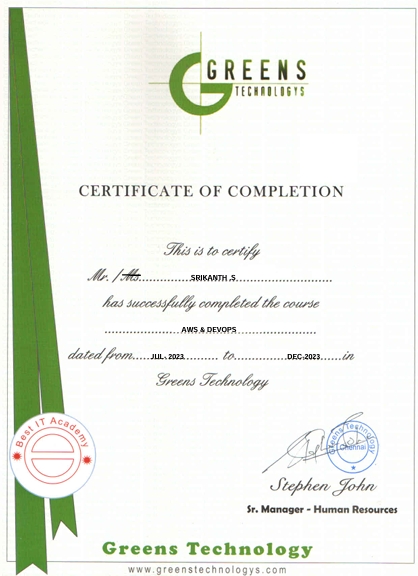 GREENS
TECHNOLOGYS
CERTIFICATE OF COMPLETION
This is to certify
Mr. / Ms..................SRIKANTH .S..................................
has successfully completed the course
..........................AWS & DEVOPS...........................
dated from......JUL- 2023........... to....................DEC-2023.......in
Greens Technology
Best IT Academy
Greens Technology
Chennai
Stephen John
Sr. Manager - Human Resources
Greens Technology
www.greenstechnologys.com